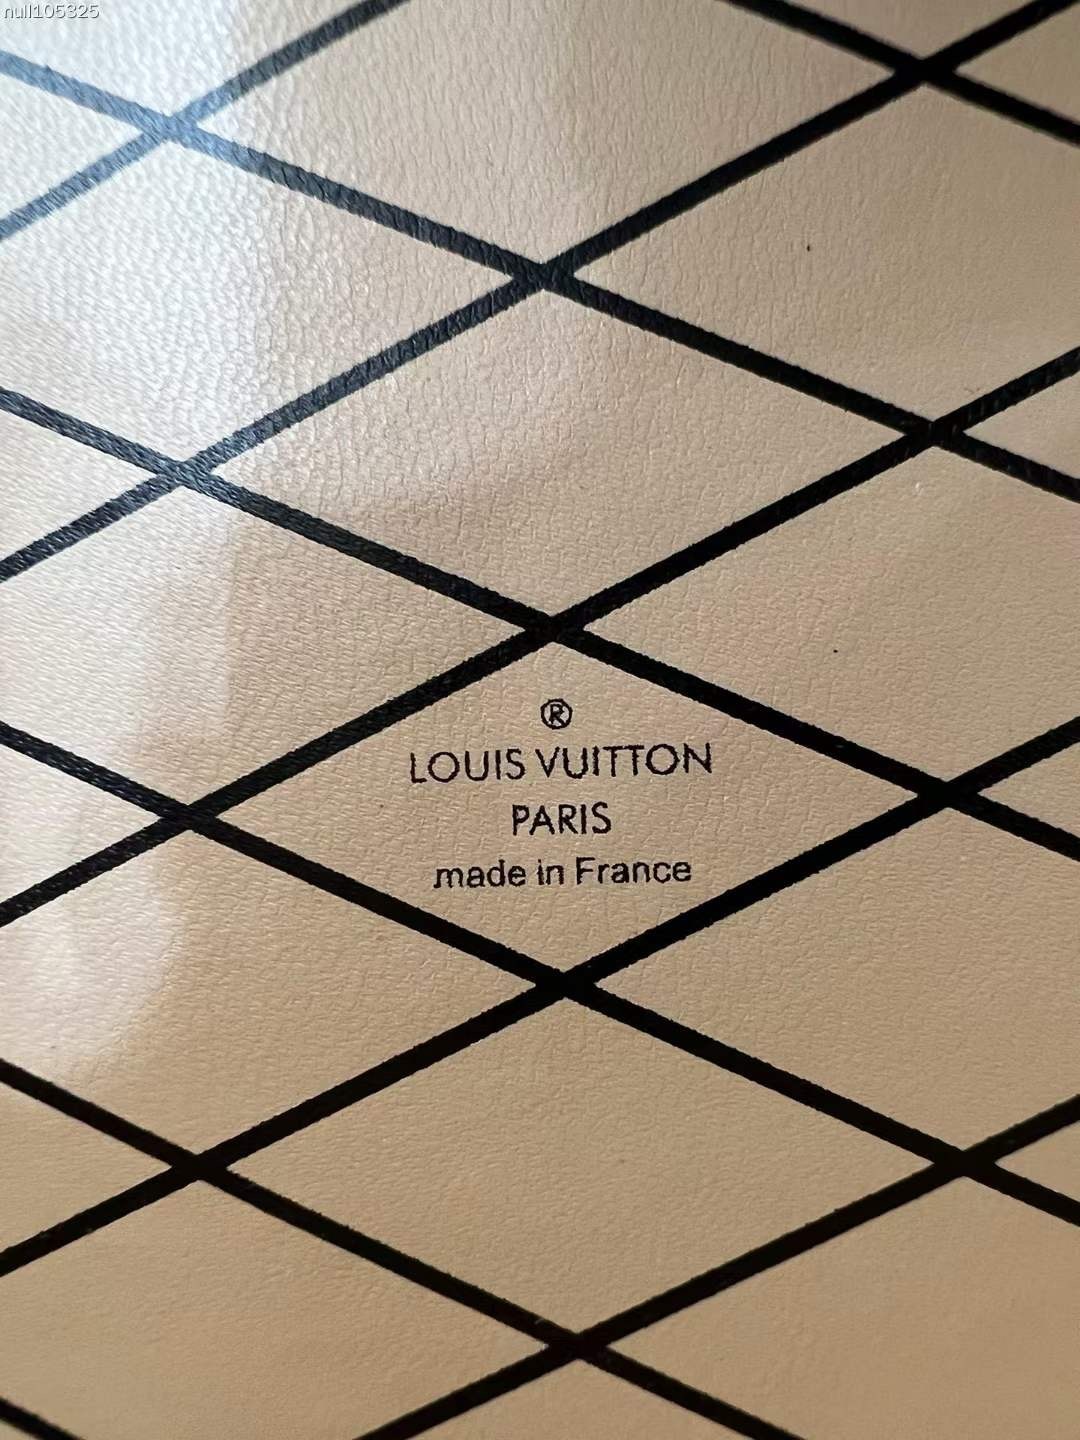 null105325
®
LOUIS VUITTON
PARIS
made in France